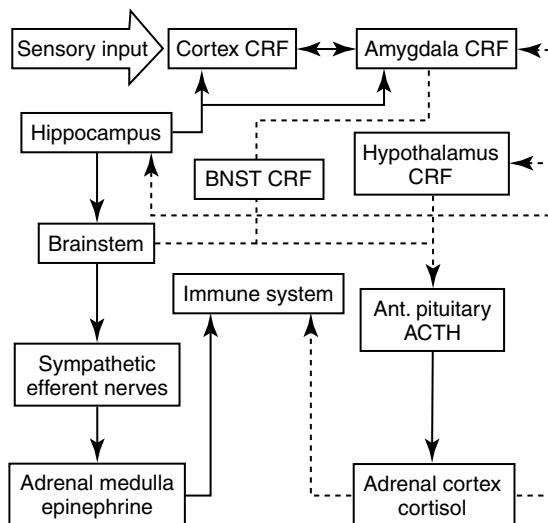 Sensory input
Cortex CRF
Amygdala CRF
Hippocampus
BNST CRF
Hypothalamus
CRF
Brainstem
Immune system
Ant. pituitary
ACTH
Sympathetic
efferent nerves
Adrenal medulla
epinephrine
Adrenal cortex
cortisol